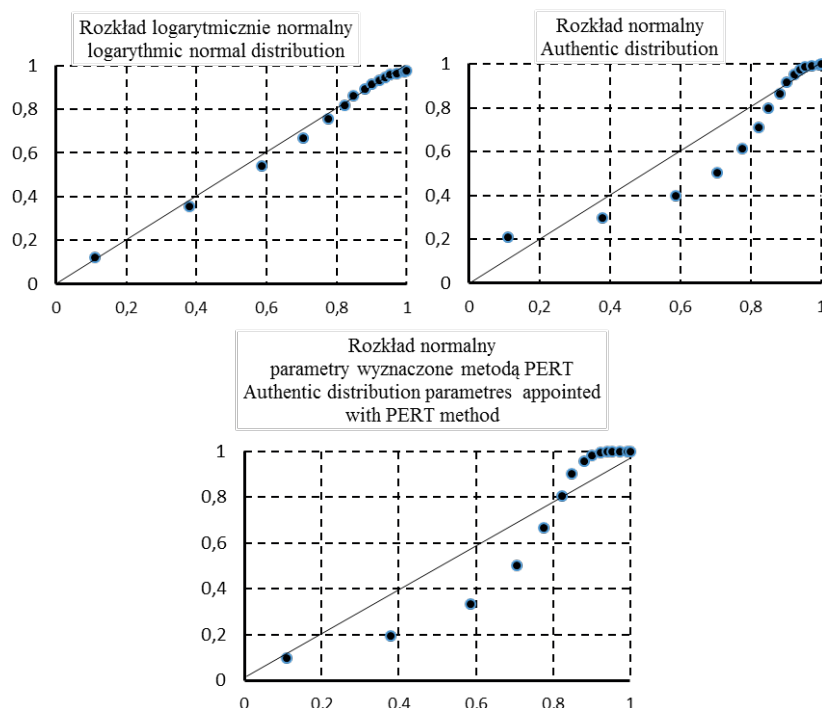 Rozkład logarytmicznie normalny
logarythmic normal distribution
1
0,8
0,6
0,4
0,2
0
0 0,2 0,4 0,6 0,8 1
Rozkład normalny
Authentic distribution
1
0,8
0,6
0,4
0,2
0
0 0,2 0,4 0,6 0,8 1
Rozkład normalny
parametry wyznaczone metodą PERT
Authentic distribution parametres appointed
with PERT method
1
0,8
0,6
0,4
0,2
0
0 0,2 0,4 0,6 0,8 1